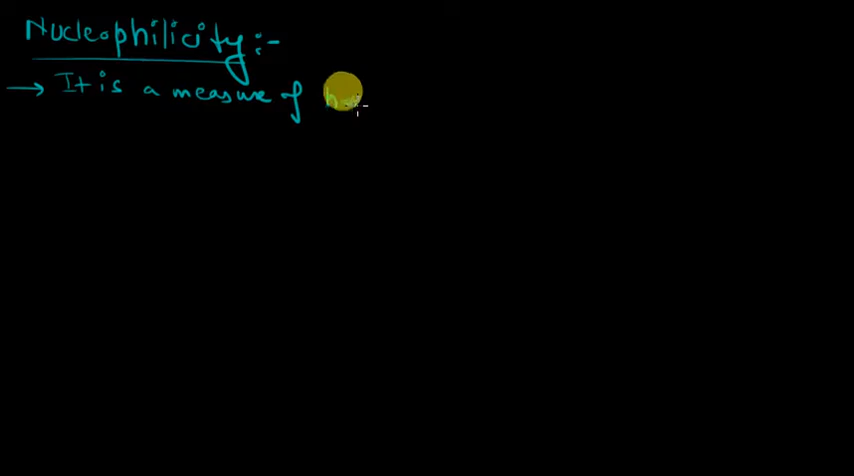 Nucleophilicity :-
→ It is a measure of